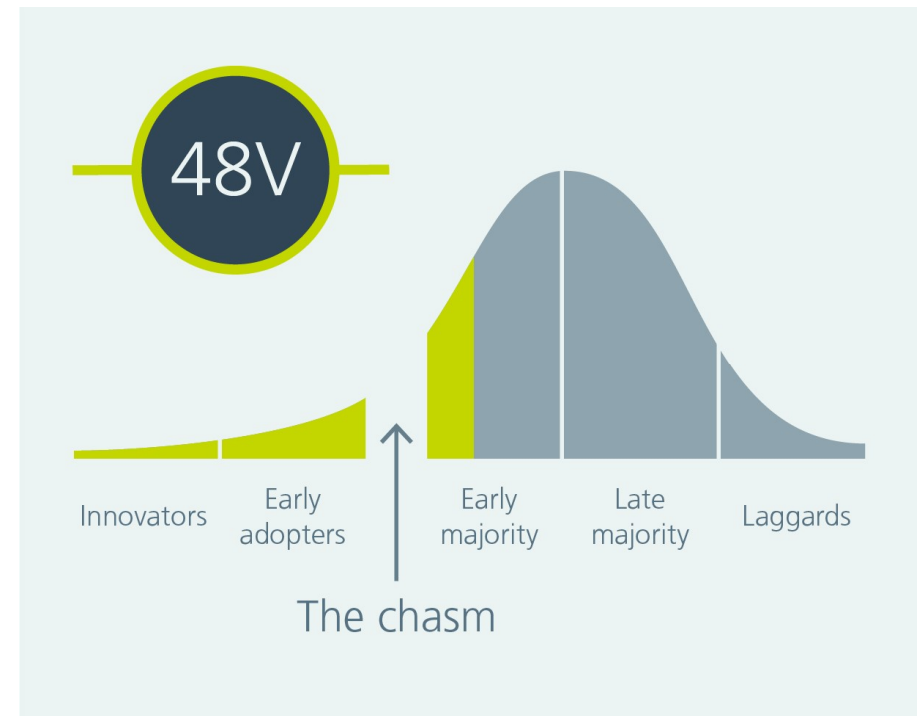 48V
Innovators
Early
adopters
Early
majority
Late
majority
Laggards
The chasm